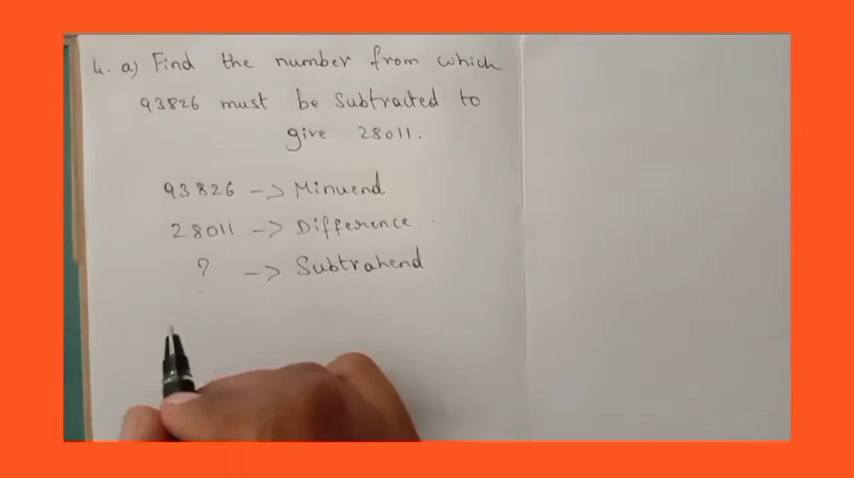 4. a) Find the number from which
93826 must be subtracted to
give 28011.
93826 -> Minuend
28011 -> Difference
? -> Subtrahend